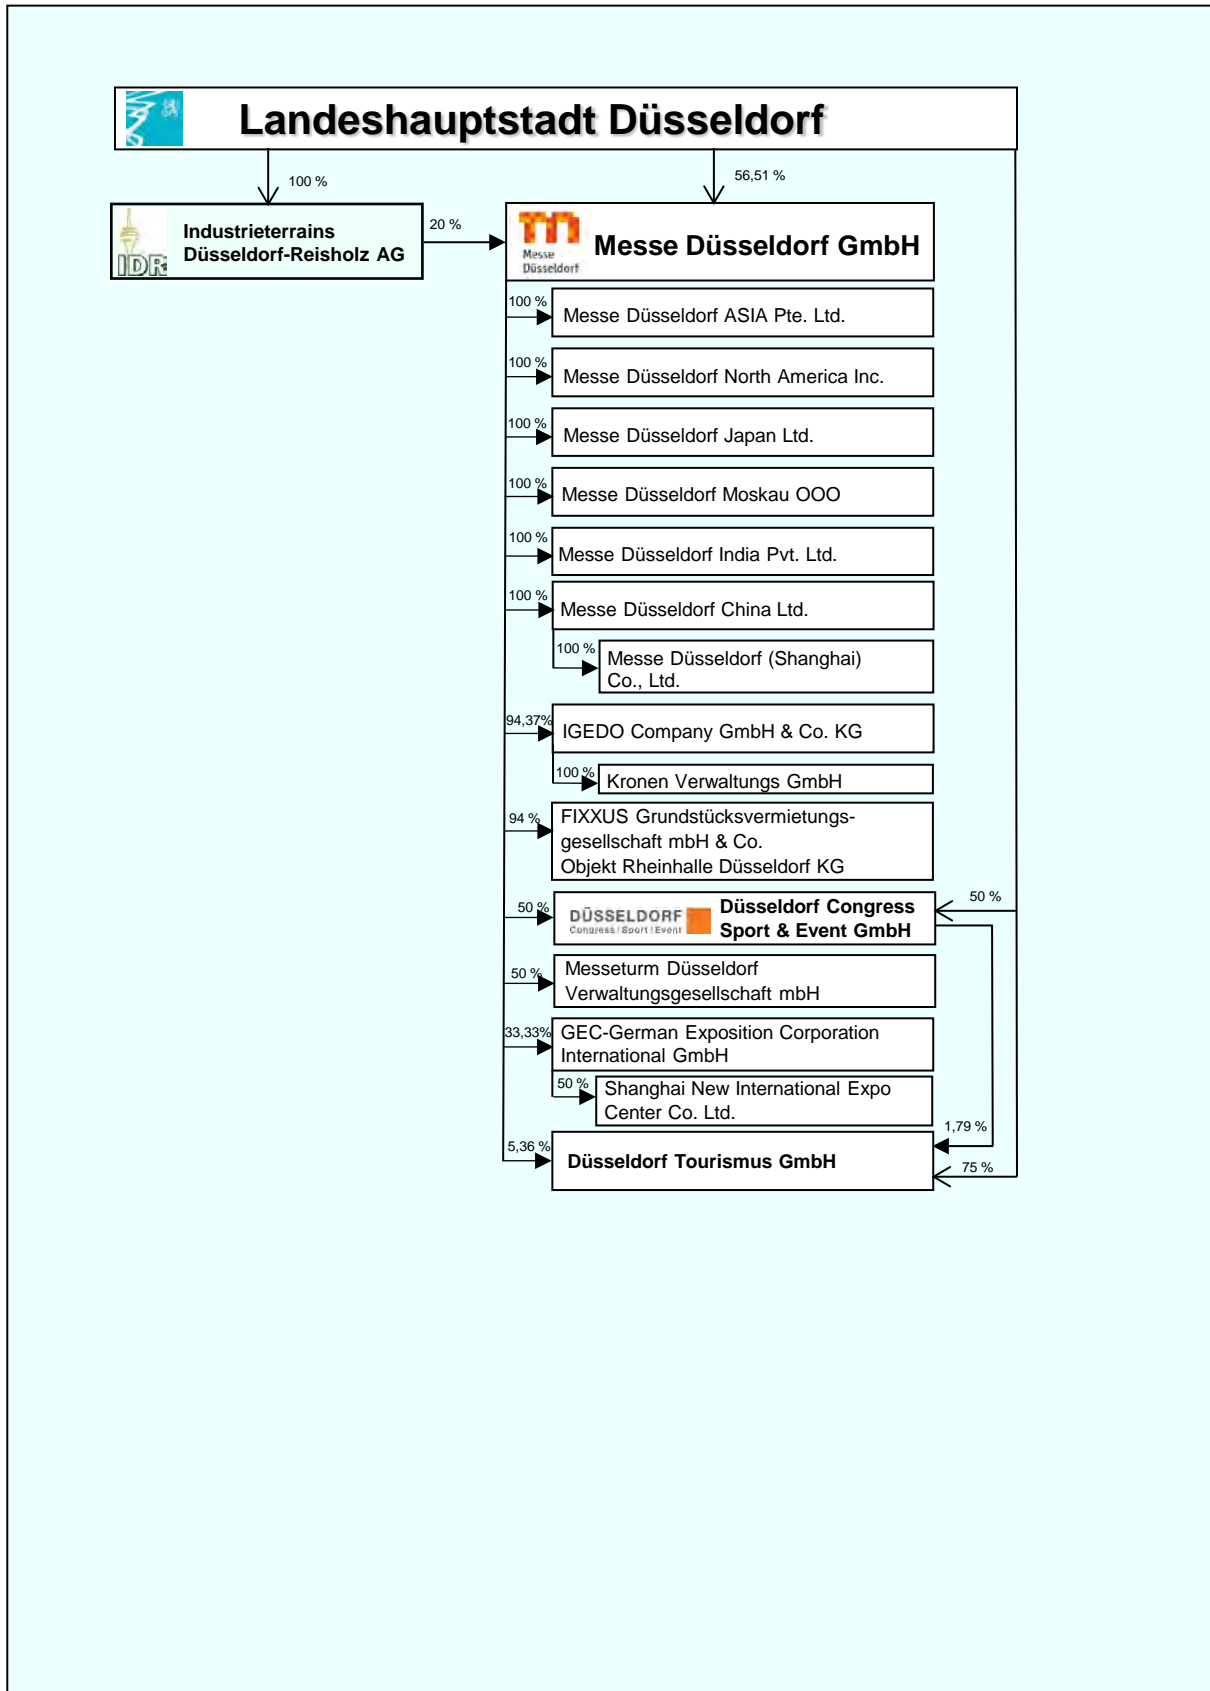 Landeshauptstadt Düsseldorf
100 %
56,51 %
IDR
Industrieterrains
Düsseldorf-Reisholz AG
20 %
Messe
Düsseldorf
Messe Düsseldorf GmbH
100 %
Messe Düsseldorf ASIA Pte. Ltd.
100 %
Messe Düsseldorf North America Inc.
100 %
Messe Düsseldorf Japan Ltd.
100 %
Messe Düsseldorf Moskau OOO
100 %
Messe Düsseldorf India Pvt. Ltd.
100 %
Messe Düsseldorf China Ltd.
100 %
Messe Düsseldorf (Shanghai)
Co., Ltd.
94,37%
IGEDO Company GmbH & Co. KG
100 %
Kronen Verwaltungs GmbH
94 %
FIXXUS Grundstücksvermietungs-
gesellschaft mbH & Co.
Objekt Rheinhalle Düsseldorf KG
50 %
DÜSSELDORF
Congress | Sport | Event
Düsseldorf Congress
Sport & Event GmbH
50 %
50 %
Messeturm Düsseldorf
Verwaltungsgesellschaft mbH
33,33%
GEC-German Exposition Corporation
International GmbH
50 %
Shanghai New International Expo
Center Co. Ltd.
1,79 %
5,36 %
Düsseldorf Tourismus GmbH
75 %